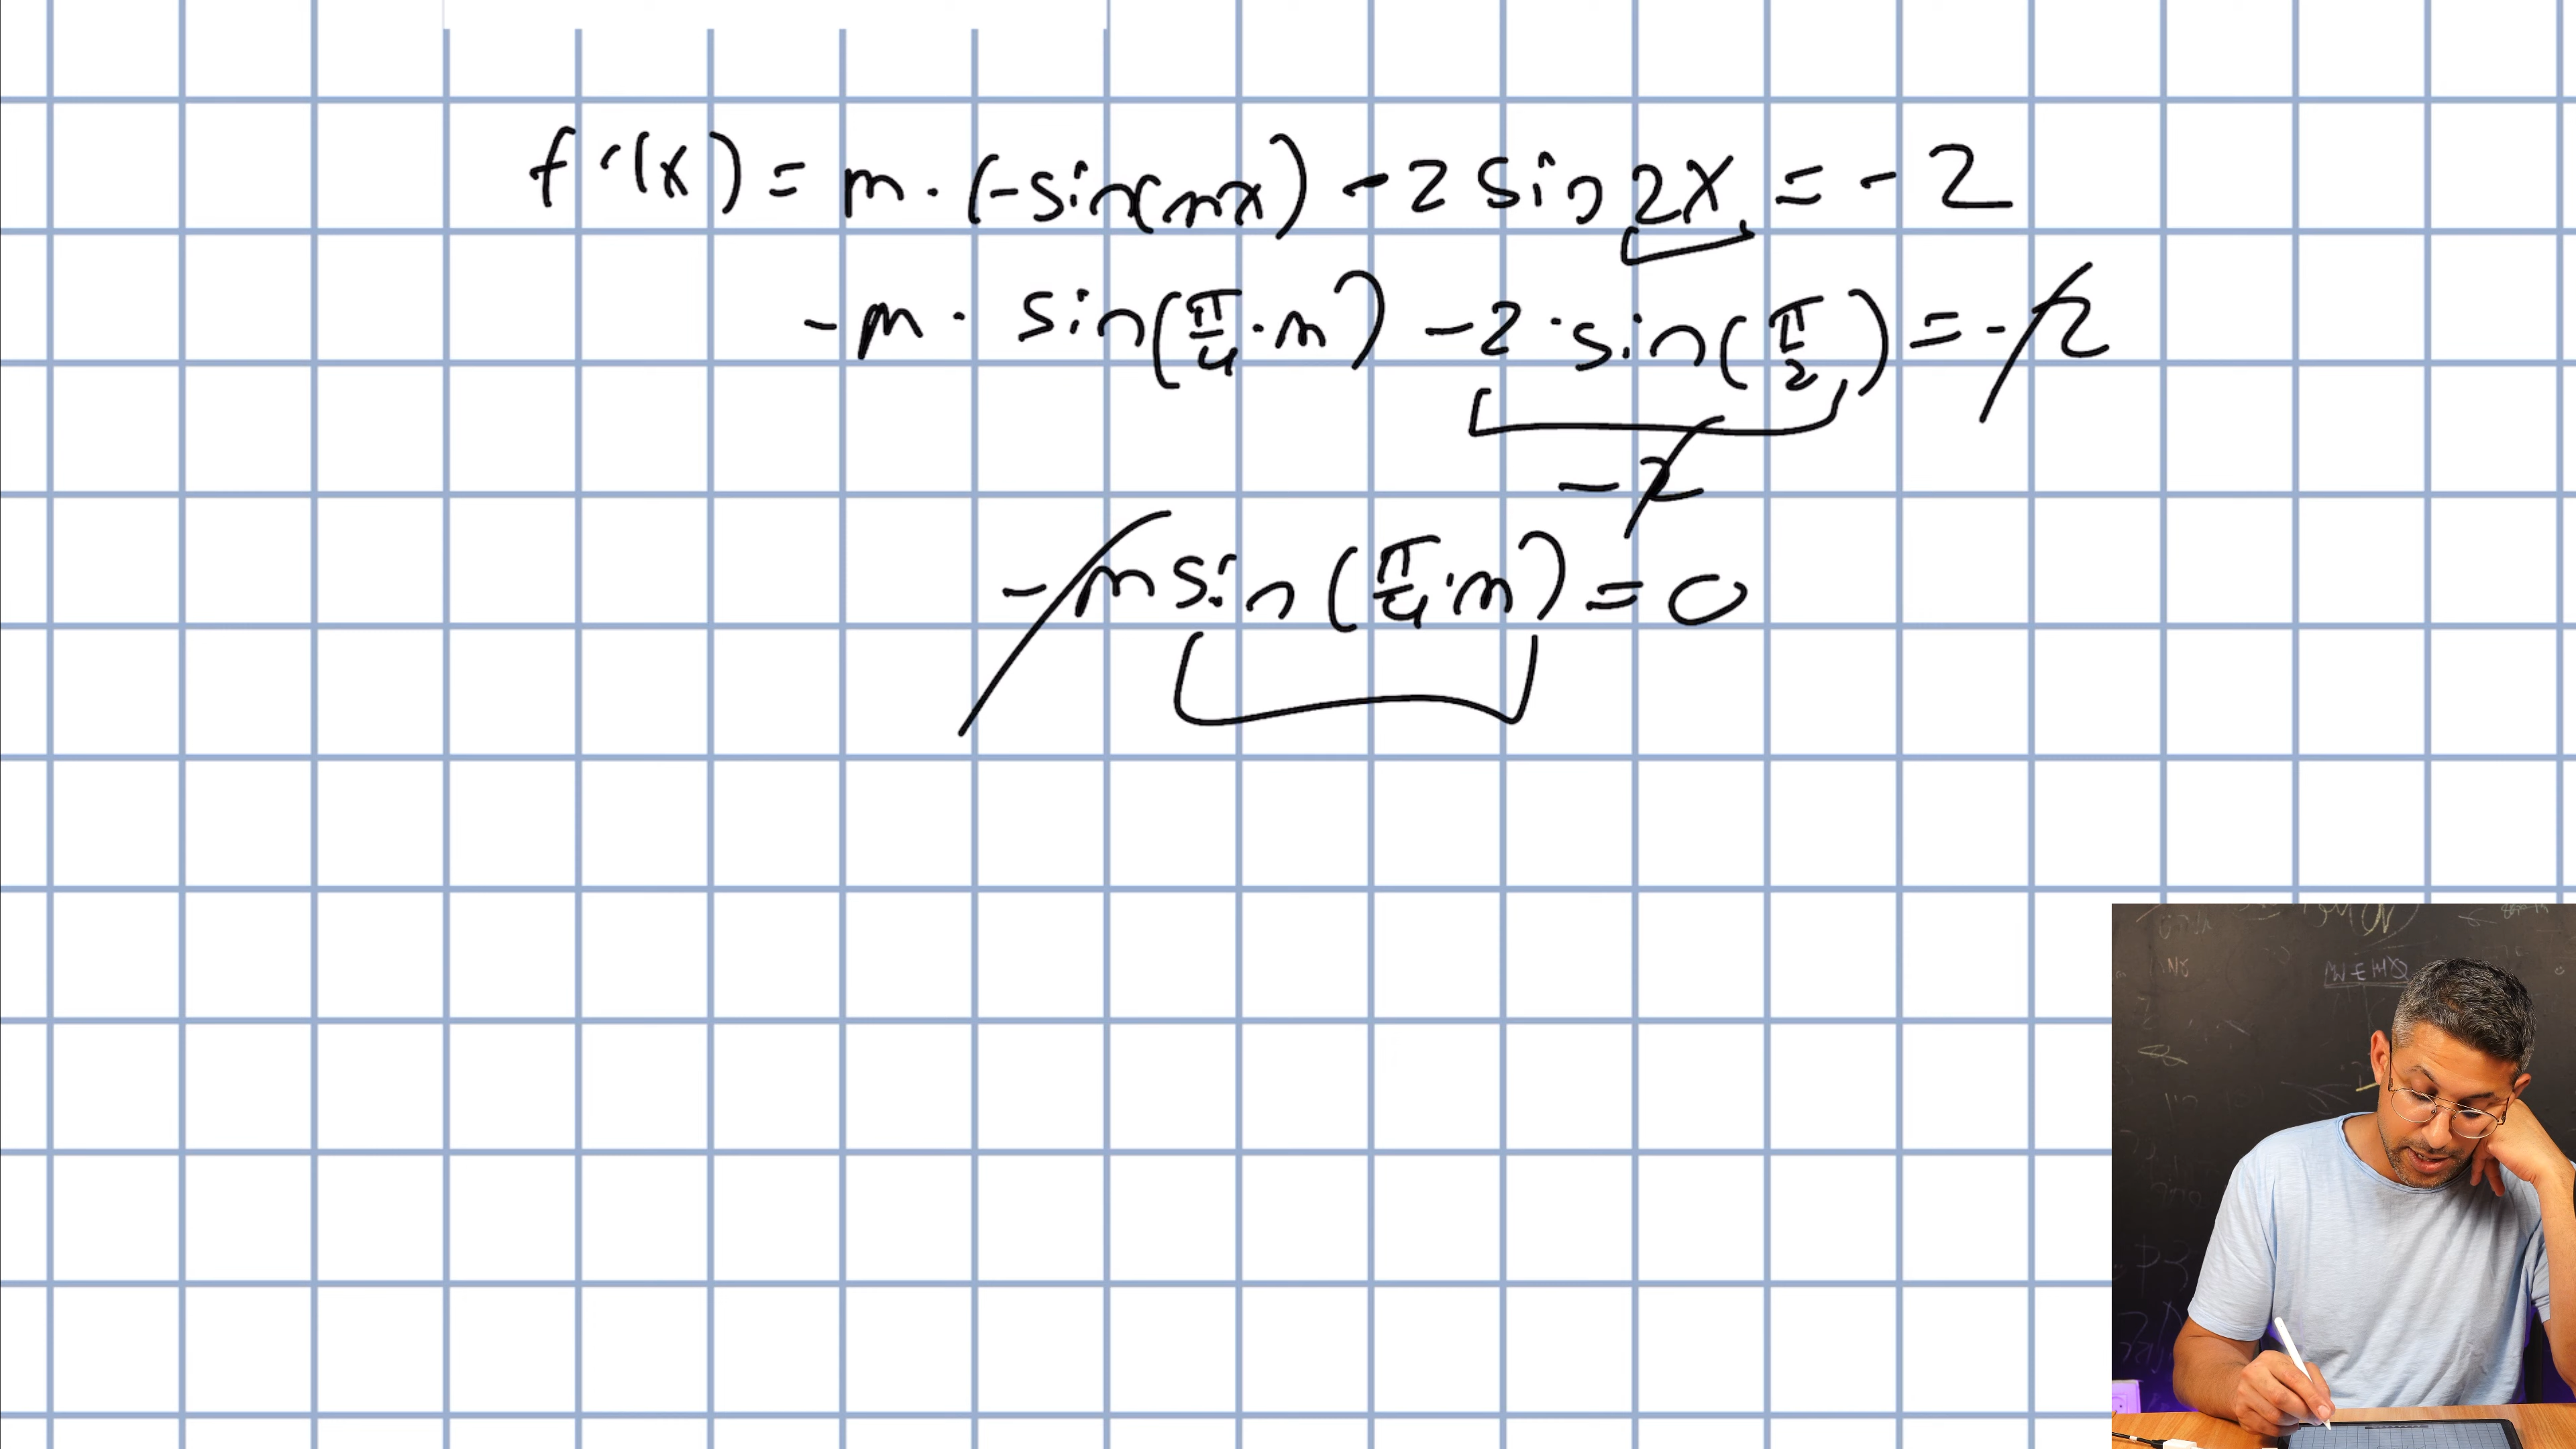 f'(x) = m · (-sin(mx) - 2 sin 2x = -2
-m · sin(π/4 · m) - 2 · sin(π/2) = -2
-2
-m sin(π/4 · m) = 0